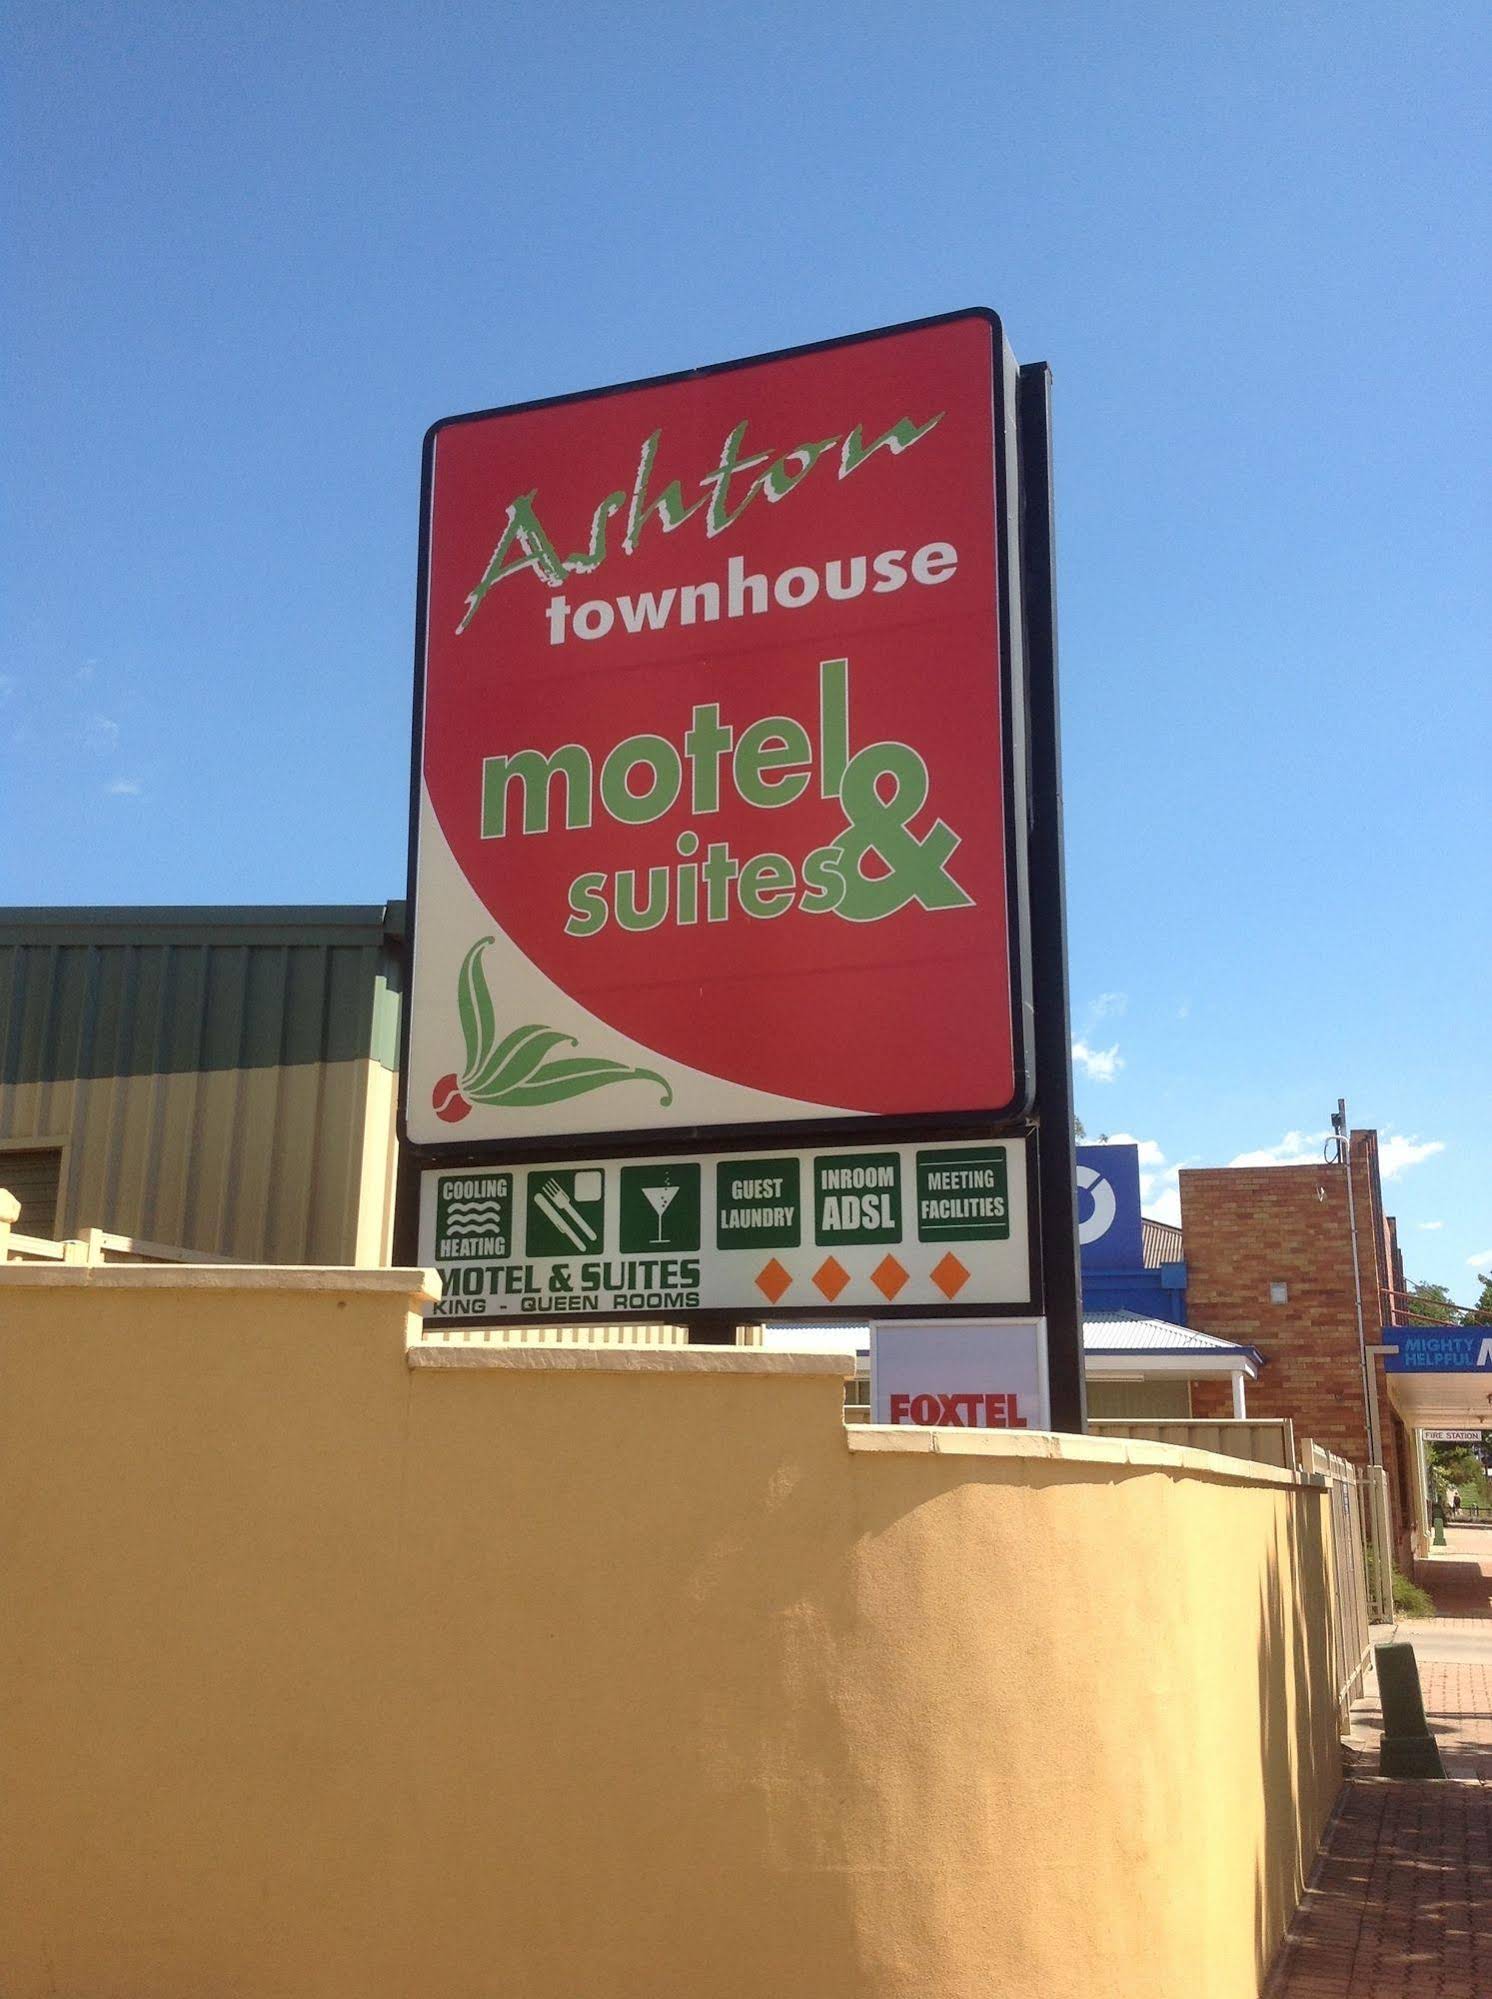 Ashton
townhouse
motel &
suites
COOLING
HEATING
GUEST
LAUNDRY
INROOM
ADSL
MEETING
FACILITIES
MOTEL & SUITES
KING - QUEEN ROOMS
FOXTEL
MIGHTY
HELPFUL
FIRE STATION